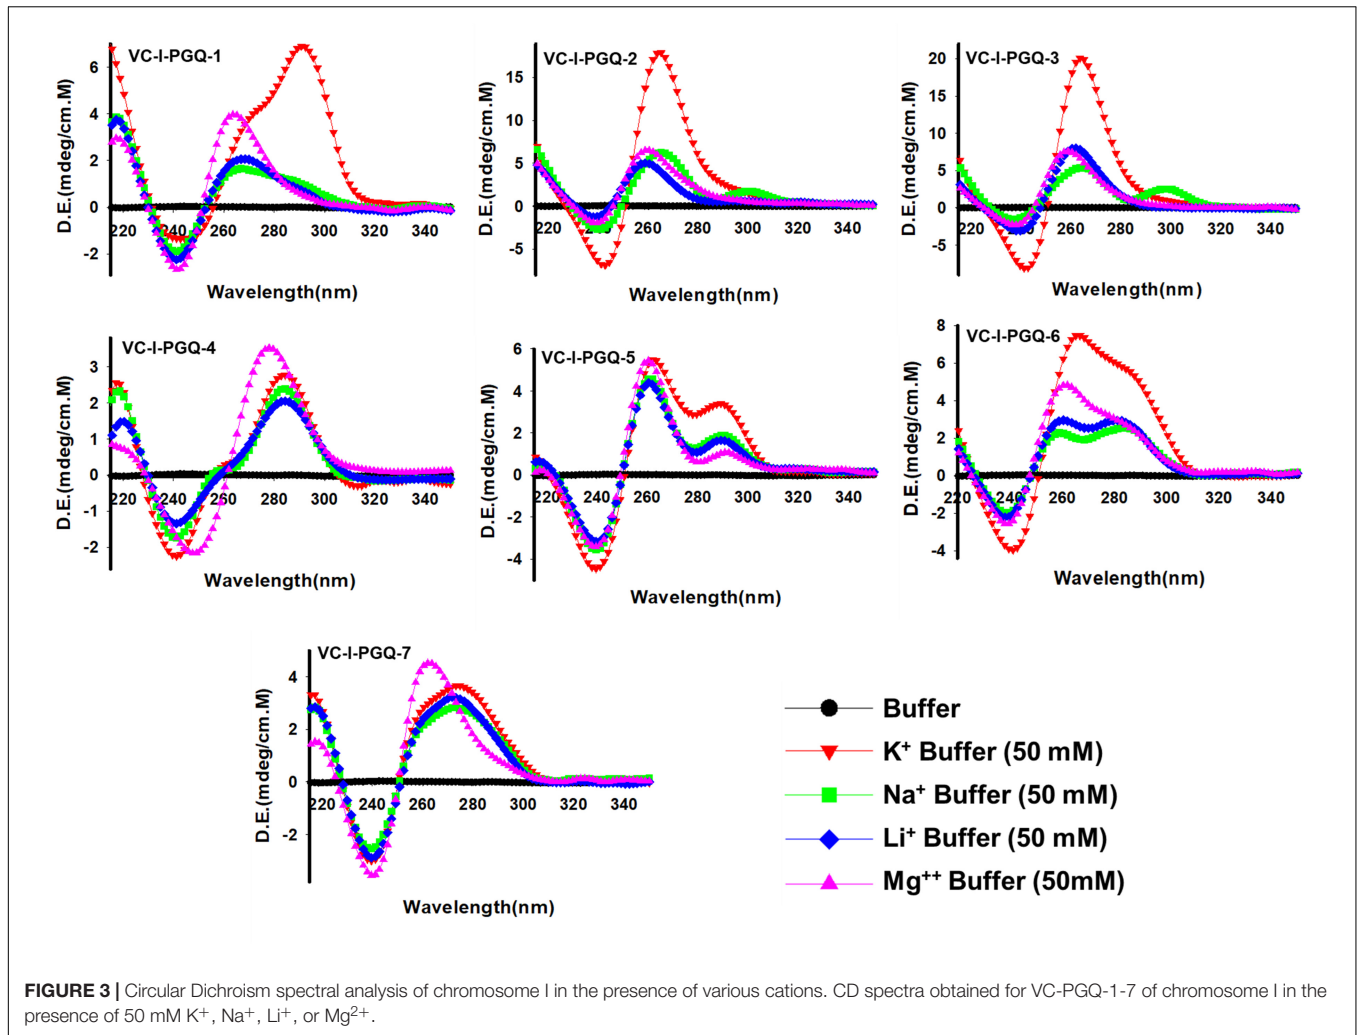 VC-I-PGQ-1
D.E.(mdeg/cm.M)
6
4
2
0
-2
220 240 260 280 300 320 340
Wavelength(nm)
VC-I-PGQ-2
D.E.(mdeg/cm.M)
15
10
5
0
-5
220 240 260 280 300 320 340
Wavelength(nm)
VC-I-PGQ-3
D.E.(mdeg/cm.M)
20
15
10
5
0
-5
220 240 260 280 300 320 340
Wavelength(nm)
VC-I-PGQ-4
D.E.(mdeg/cm.M)
3
2
1
0
-1
-2
220 240 260 280 300 320 340
Wavelength(nm)
VC-I-PGQ-5
D.E.(mdeg/cm.M)
6
4
2
0
-2
-4
220 240 260 280 300 320 340
Wavelength(nm)
VC-I-PGQ-6
D.E.(mdeg/cm.M)
8
6
4
2
0
-2
-4
220 240 260 280 300 320 340
Wavelength(nm)
VC-I-PGQ-7
D.E.(mdeg/cm.M)
4
2
0
-2
220 240 260 280 300 320 340
Wavelength(nm)
Buffer
K⁺ Buffer (50 mM)
Na⁺ Buffer (50 mM)
Li⁺ Buffer (50 mM)
Mg⁺⁺ Buffer (50mM)
FIGURE 3 | Circular Dichroism spectral analysis of chromosome I in the presence of various cations. CD spectra obtained for VC-PGQ-1-7 of chromosome I in the
presence of 50 mM K⁺, Na⁺, Li⁺, or Mg²⁺.